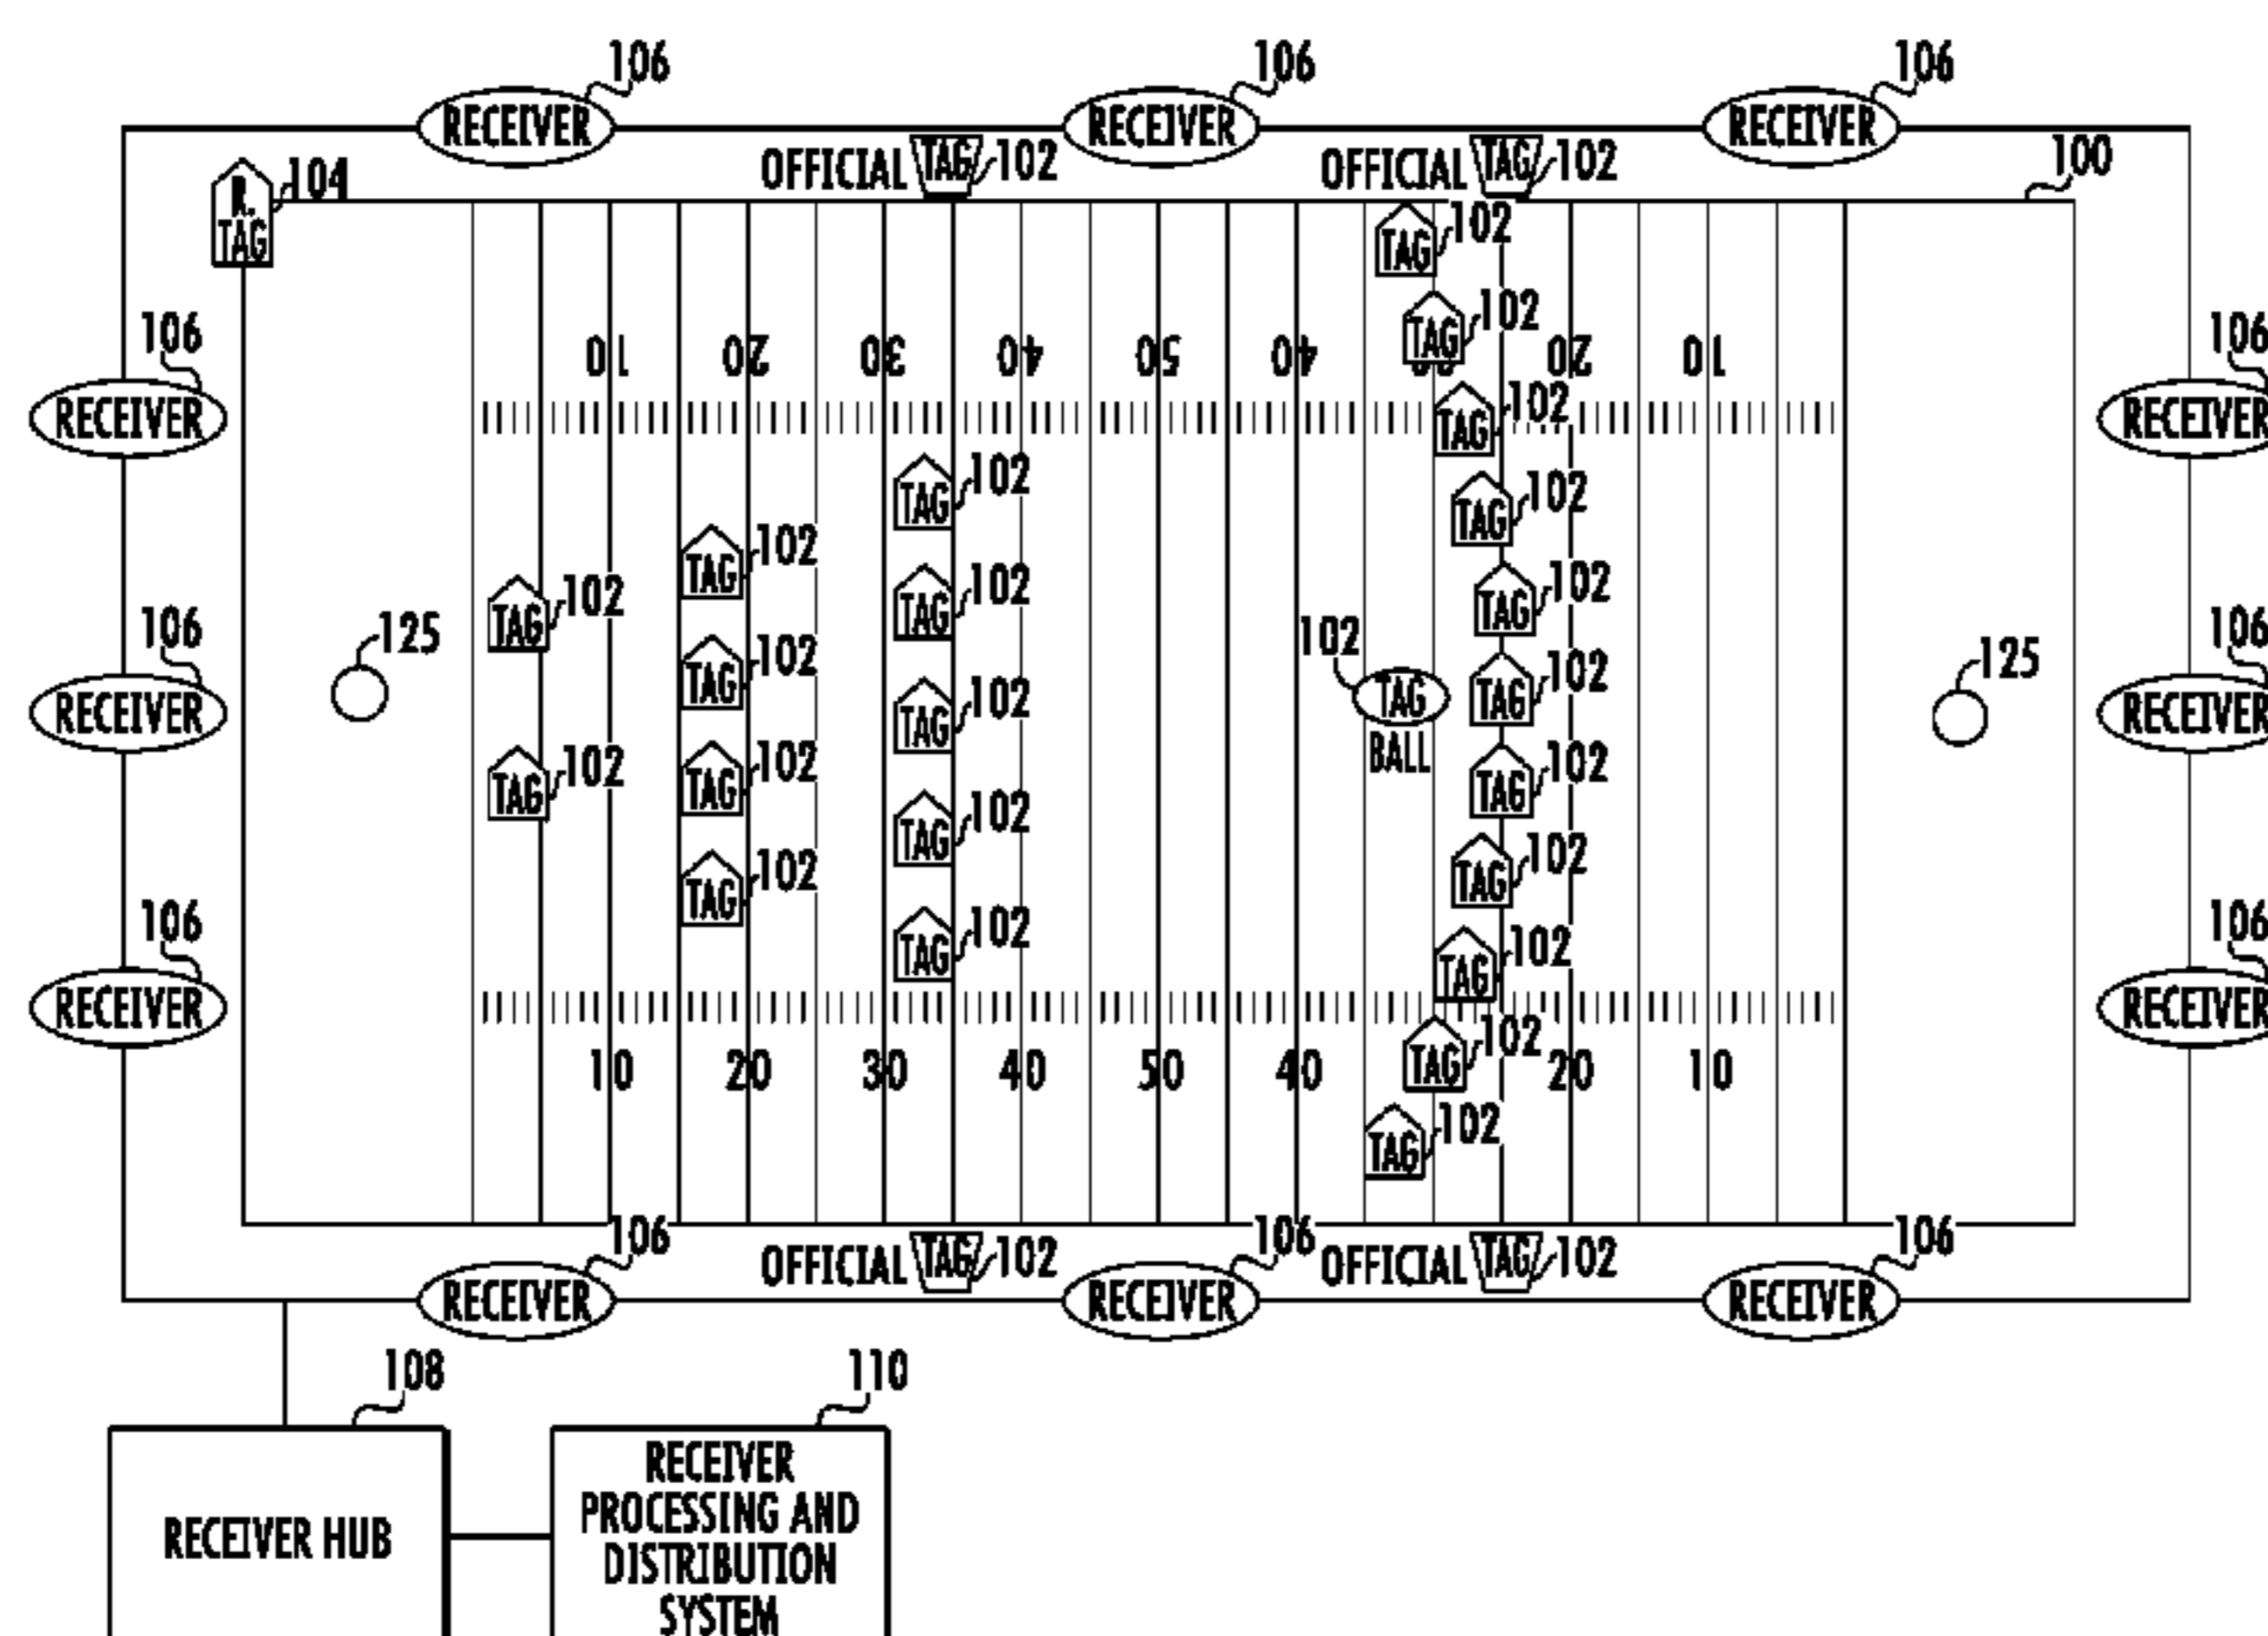 106 106 106
RECEIVER RECEIVER RECEIVER
OFFICIAL TAG 102 OFFICIAL TAG 102 100
R. TAG 104
TAG 102
TAG 102
106 106
10 20 30 40 50 40 20 10
RECEIVER TAG 102 RECEIVER
TAG 102 TAG 102
TAG 102
TAG 102 TAG 102 TAG 102
106 125 102 TAG 102 125 106
TAG 102 TAG 102
RECEIVER TAG BALL RECEIVER
TAG 102 TAG 102 TAG 102
TAG 102 TAG 102
TAG 102
106 TAG 102 TAG 102 106
RECEIVER RECEIVER
10 20 30 40 50 40 TAG 102 20 10
TAG 102
106 106 106
OFFICIAL TAG 102 OFFICIAL TAG 102
RECEIVER RECEIVER RECEIVER
108 110
RECEIVER HUB
RECEIVER
PROCESSING AND
DISTRIBUTION
SYSTEM